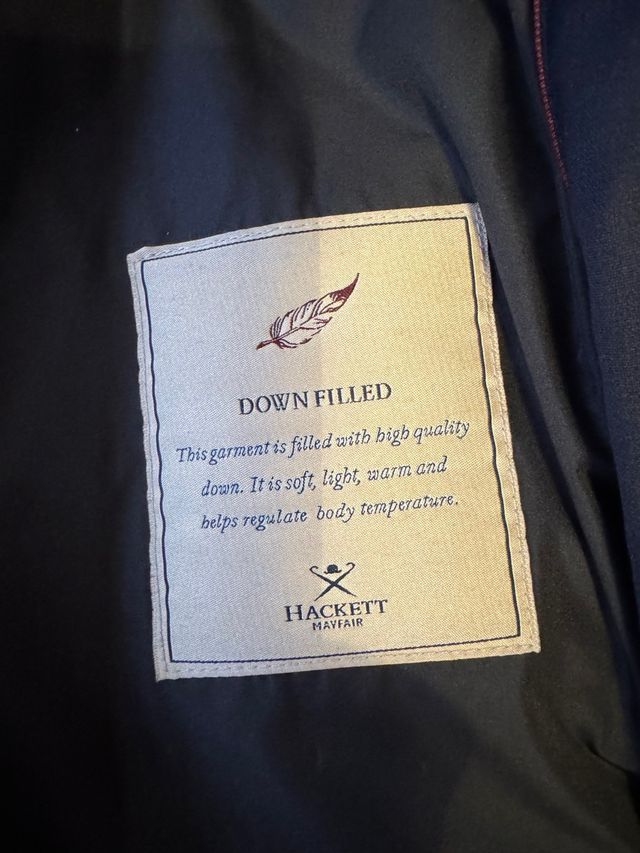 DOWN FILLED
This garment is filled with high quality
down. It is soft, light, warm and
helps regulate body temperature.
HACKETT
MAYFAIR